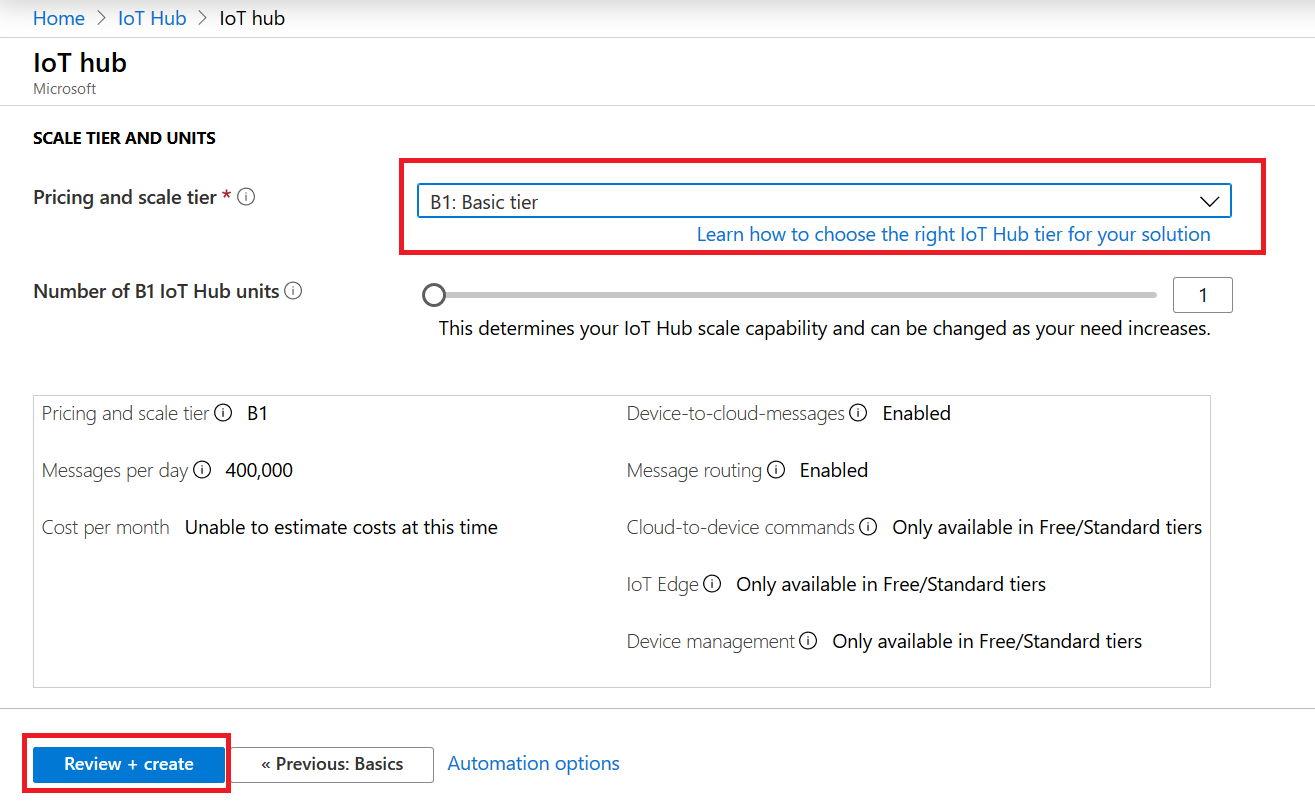 Home > IoT Hub > IoT hub
IoT hub
Microsoft
SCALE TIER AND UNITS
Pricing and scale tier *
B1: Basic tier
Learn how to choose the right IoT Hub tier for your solution
Number of B1 IoT Hub units
1
This determines your IoT Hub scale capability and can be changed as your need increases.
Pricing and scale tier B1
Messages per day 400,000
Cost per month Unable to estimate costs at this time
Device-to-cloud-messages Enabled
Message routing Enabled
Cloud-to-device commands Only available in Free/Standard tiers
IoT Edge Only available in Free/Standard tiers
Device management Only available in Free/Standard tiers
Review + create
« Previous: Basics
Automation options